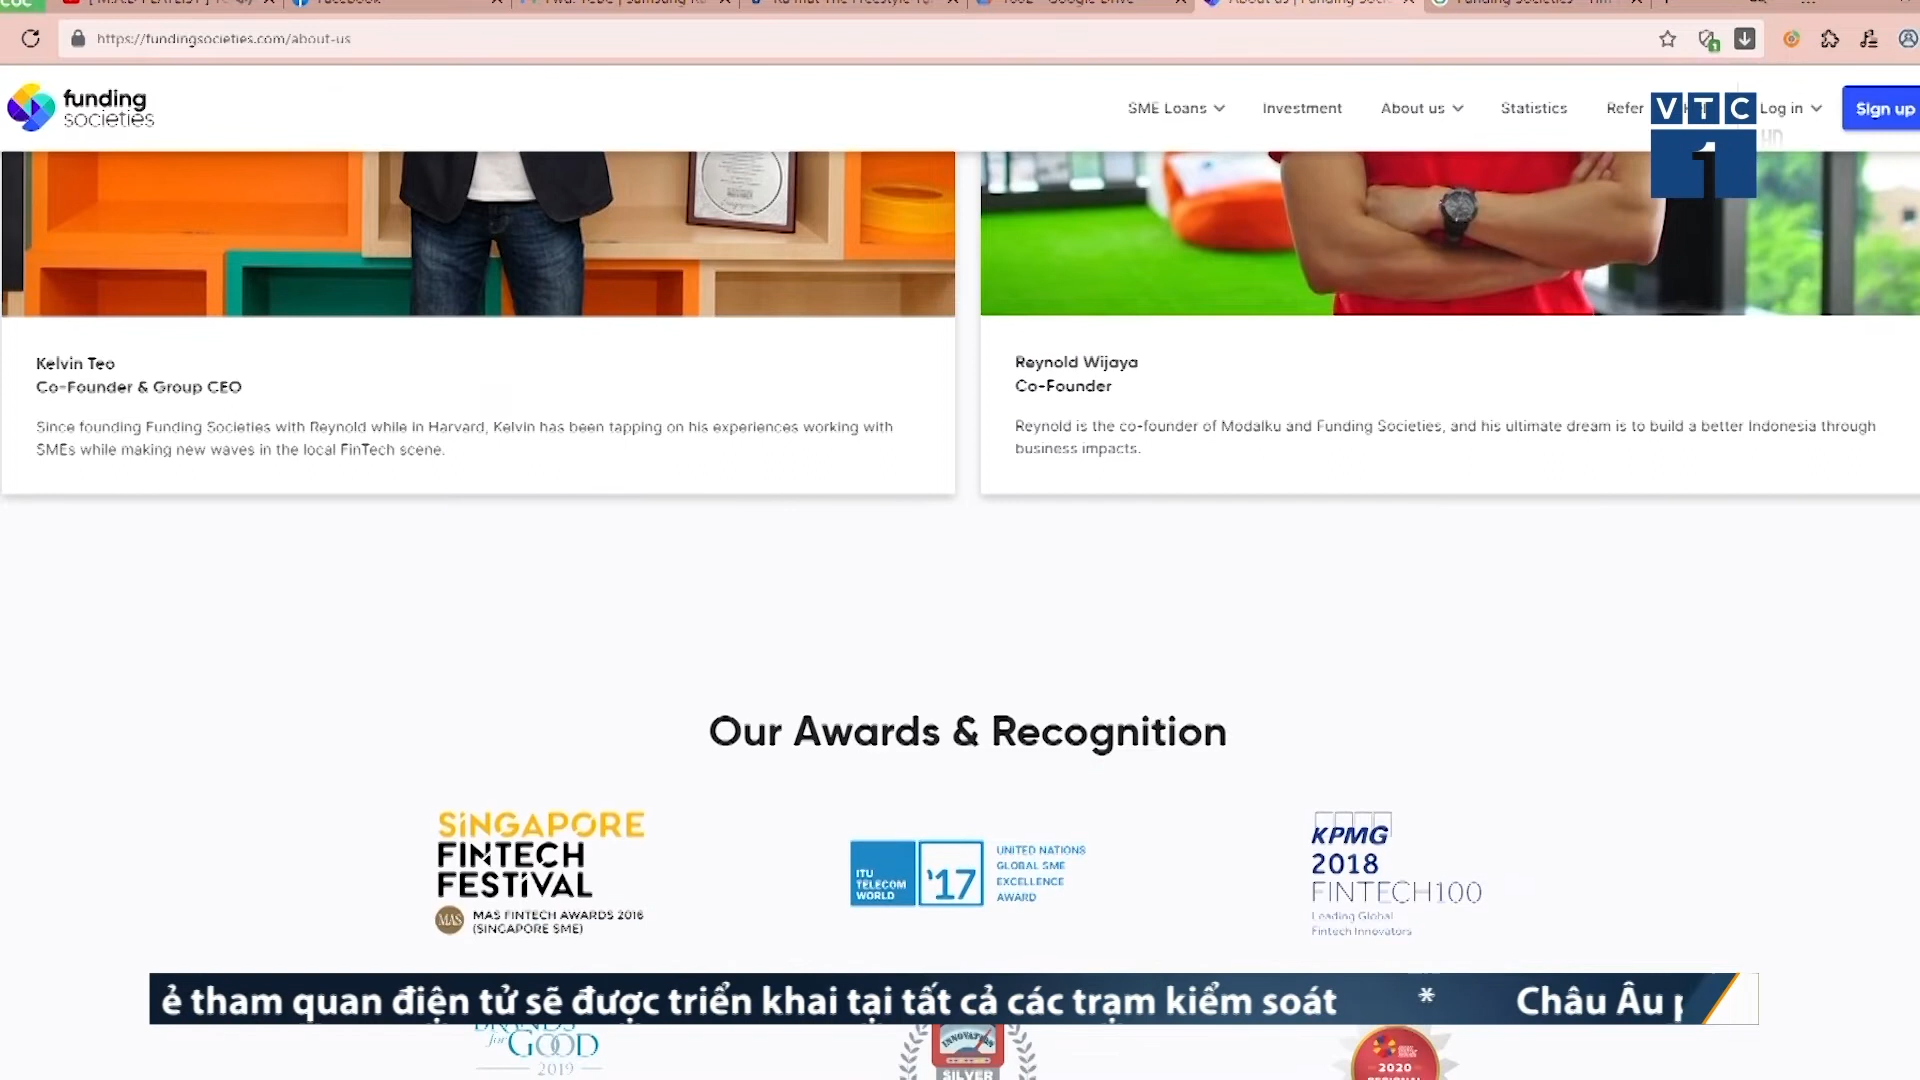 Facebook
https://fundingsocieties.com/about-us
funding
societies
SME Loans
Investment
About us
Statistics
Refer
Log in
Sign up
VTC
1
Kelvin Teo
Co-Founder & Group CEO
Since founding Funding Societies with Reynold while in Harvard, Kelvin has been tapping on his experiences working with
SMEs while making new waves in the local FinTech scene.
Reynold Wijaya
Co-Founder
Reynold is the co-founder of Modalku and Funding Societies, and his ultimate dream is to build a better Indonesia through
business impacts.
Our Awards & Recognition
SiNGAPORE
FiNTECH
FESTiVAL
MAS
MAS FINTECH AWARDS 2016
(SINGAPORE SME)
ITU
TELECOM
WORLD
'17
UNITED NATIONS
GLOBAL SME
EXCELLENCE
AWARD
KPMG
2018
FINTECH100
Leading Global
Fintech Innovators
ẻ tham quan điện tử sẽ được triển khai tại tất cả các trạm kiểm soát * Châu Âu
BRANDS
for GOOD
2019
INNOVATION
SILVER
2020
REGIONAL